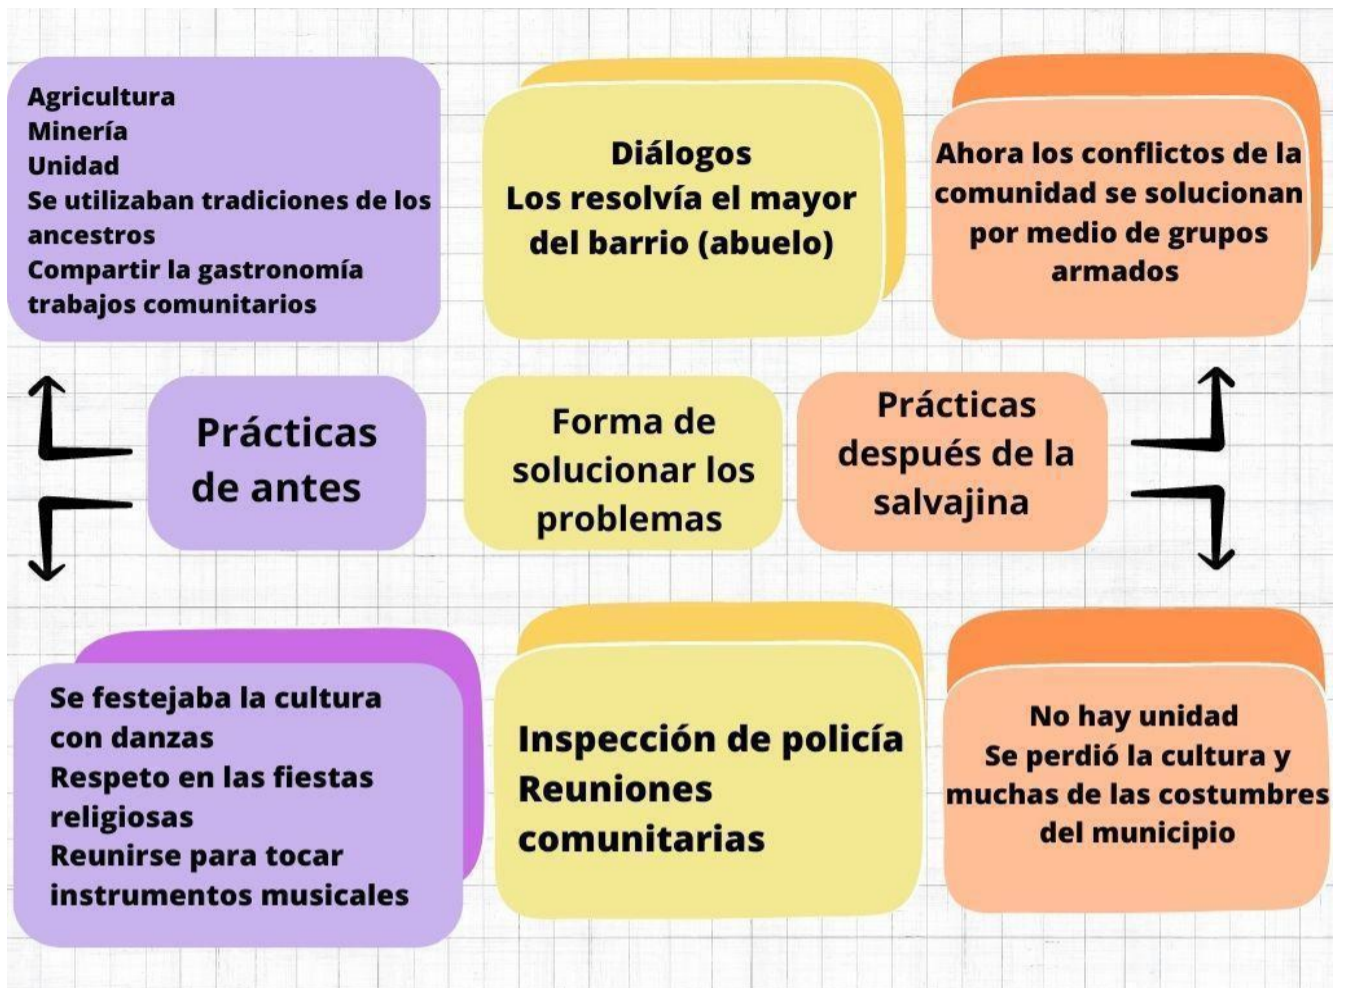 Agricultura
Minería
Unidad
Se utilizaban tradiciones de los
ancestros
Compartir la gastronomía
trabajos comunitarios
Diálogos
Los resolvía el mayor
del barrio (abuelo)
Ahora los conflictos de la
comunidad se solucionan
por medio de grupos
armados
Prácticas
de antes
Forma de
solucionar los
problemas
Prácticas
después de la
salvajina
Se festejaba la cultura
con danzas
Respeto en las fiestas
religiosas
Reunirse para tocar
instrumentos musicales
Inspección de policía
Reuniones
comunitarias
No hay unidad
Se perdió la cultura y
muchas de las costumbres
del municipio